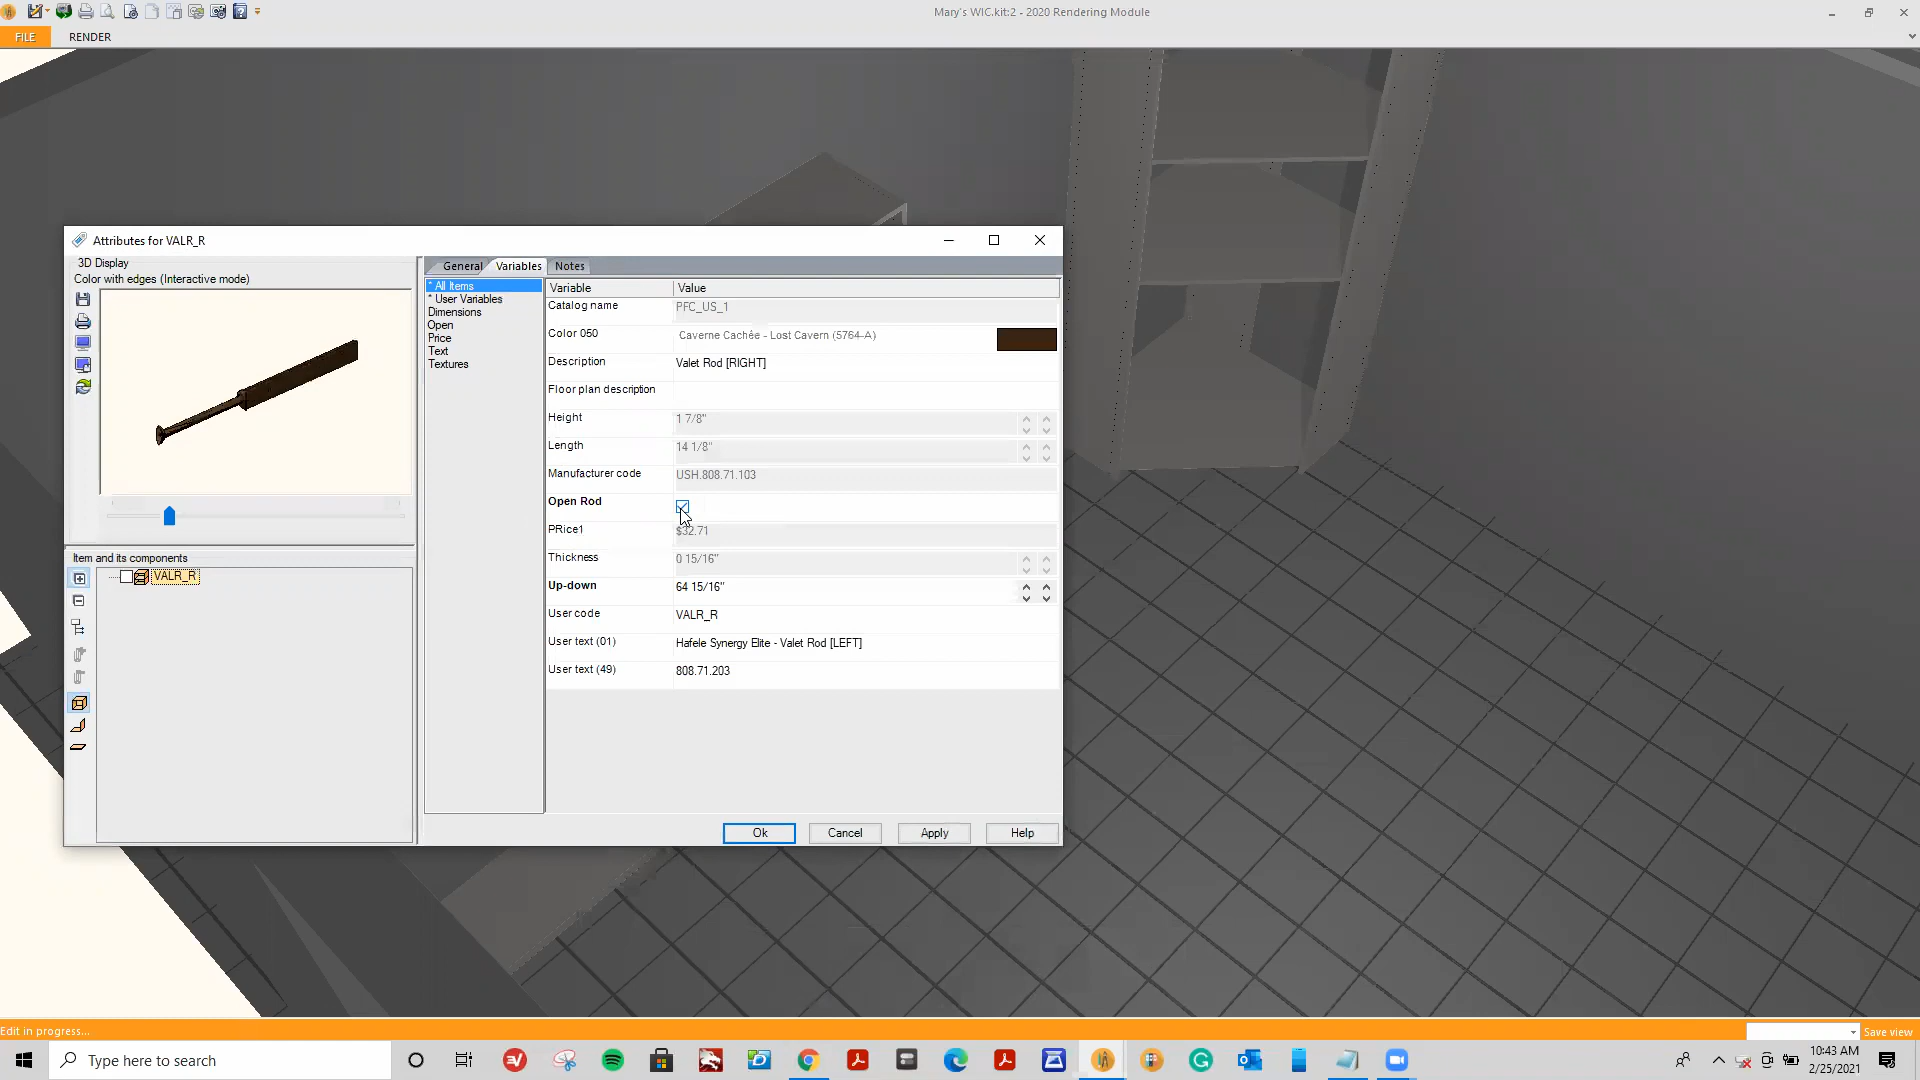 Mary's WIC.kit:2 - 2020 Rendering Module
FILE RENDER
Attributes for VALR_R
3D Display
Color with edges (Interactive mode)
General Variables Notes
* All Items
* User Variables
Dimensions
Open
Price
Text
Textures
Variable Value
Catalog name PFC_US_1
Color 050 Caverne Cachée - Lost Cavern (5764-A)
Description Valet Rod [RIGHT]
Floor plan description
Height 1 7/8"
Length 14 1/8"
Manufacturer code USH.808.71.103
Open Rod
PRice1 $32.71
Thickness 0 15/16"
Up-down 64 15/16"
User code VALR_R
User text (01) Hafele Synergy Elite - Valet Rod [LEFT]
User text (49) 808.71.203
Item and its components
VALR_R
Ok Cancel Apply Help
Edit in progress...
Save view
Type here to search
10:43 AM
2/25/2021